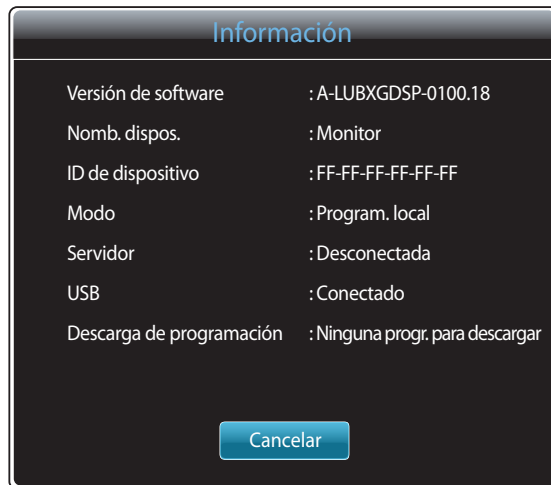 Información
Versión de software : A-LUBXGDSP-0100.18
Nomb. dispos. : Monitor
ID de dispositivo : FF-FF-FF-FF-FF-FF
Modo : Program. local
Servidor : Desconectada
USB : Conectado
Descarga de programación : Ninguna progr. para descargar
Cancelar